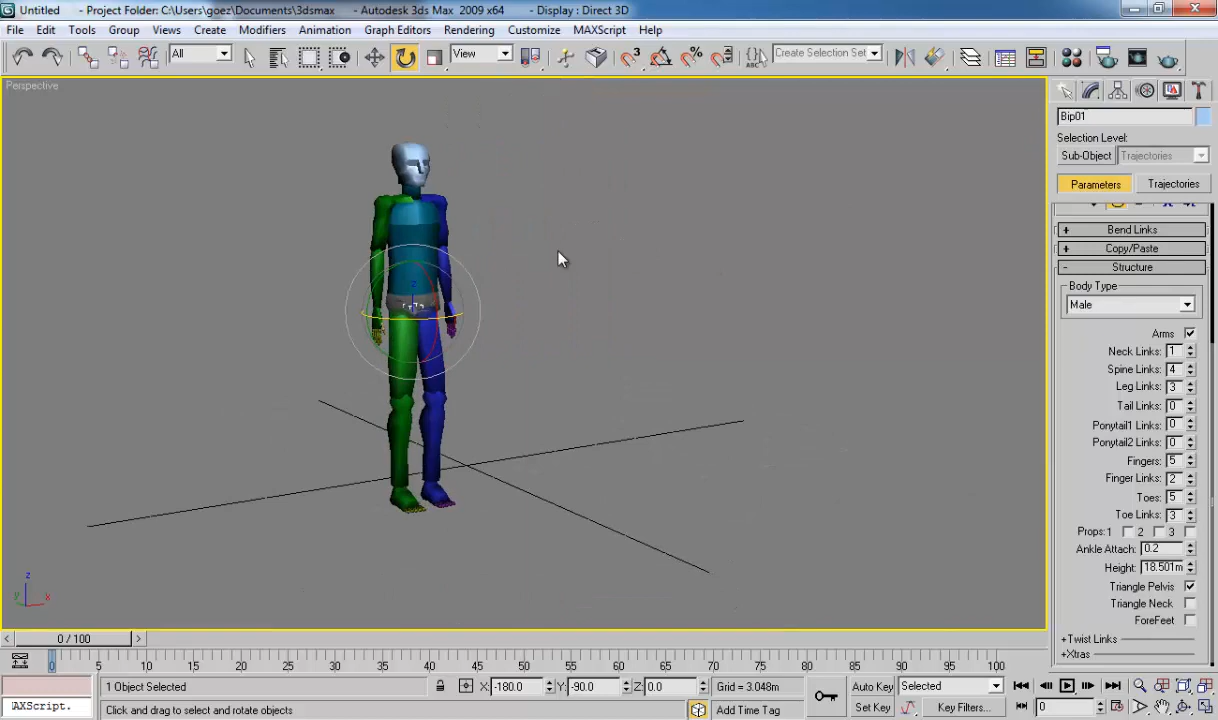 Untitled - Project Folder: C:\Users\goez\Documents\3dsmax - Autodesk 3ds Max 2009 x64 - Display : Direct 3D
File Edit Tools Group Views Create Modifiers Animation Graph Editors Rendering Customize MAXScript Help
All View Create Selection Set
Perspective
Bip01
Selection Level:
Sub-Object Trajectories
Parameters Trajectories
+ Bend Links
+ Copy/Paste
- Structure
Body Type
Male
Arms
Neck Links: 1
Spine Links: 4
Leg Links: 3
Tail Links: 0
Ponytail1 Links: 0
Ponytail2 Links: 0
Fingers: 5
Finger Links: 2
Toes: 5
Toe Links: 3
Props: 1 2 3
Ankle Attach: 0.2
Height: 18.501m
Triangle Pelvis
Triangle Neck
ForeFeet
+Twist Links
+Xtras
z
z
y x
< 0 / 100 >
0 5 10 15 20 25 30 35 40 45 50 55 60 65 70 75 80 85 90 95 100
1 Object Selected X: -180.0 Y: -90.0 Z: 0.0 Grid = 3.048m Auto Key Selected
AXScript. Click and drag to select and rotate objects Add Time Tag Set Key Key Filters... 0